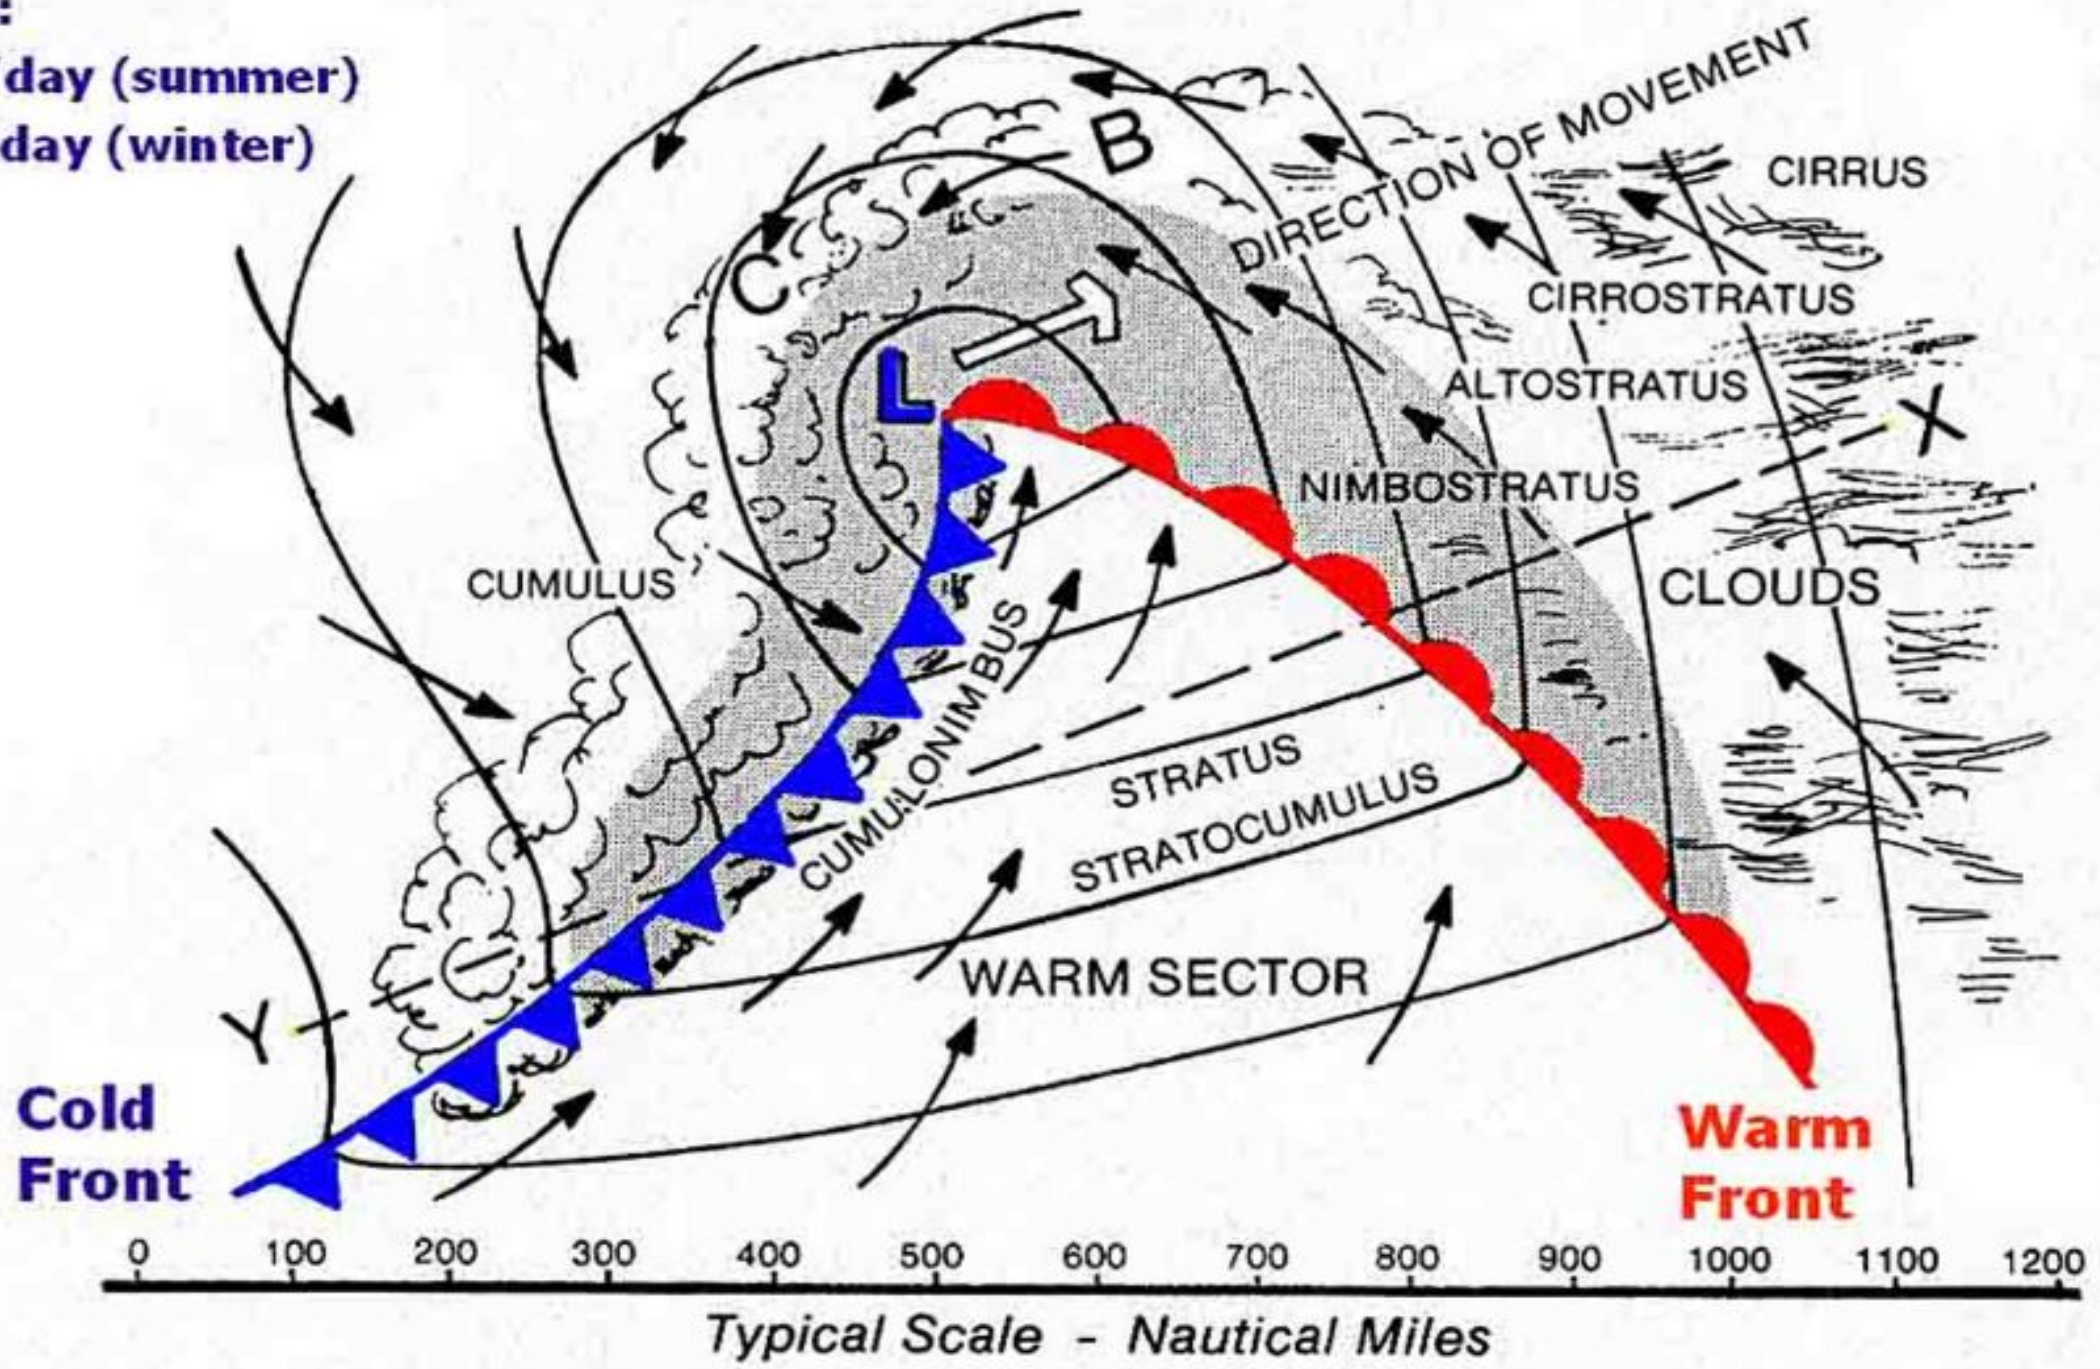 /day (summer)
day (winter)
DIRECTION OF MOVEMENT
B
CIRRUS
C
CIRROSTRATUS
L
ALTOSTRATUS
X
NIMBOSTRATUS
CUMULUS
CLOUDS
CUMULONIMBUS
STRATUS
STRATOCUMULUS
WARM SECTOR
Y
Cold
Front
Warm
Front
0 100 200 300 400 500 600 700 800 900 1000 1100 1200
Typical Scale - Nautical Miles